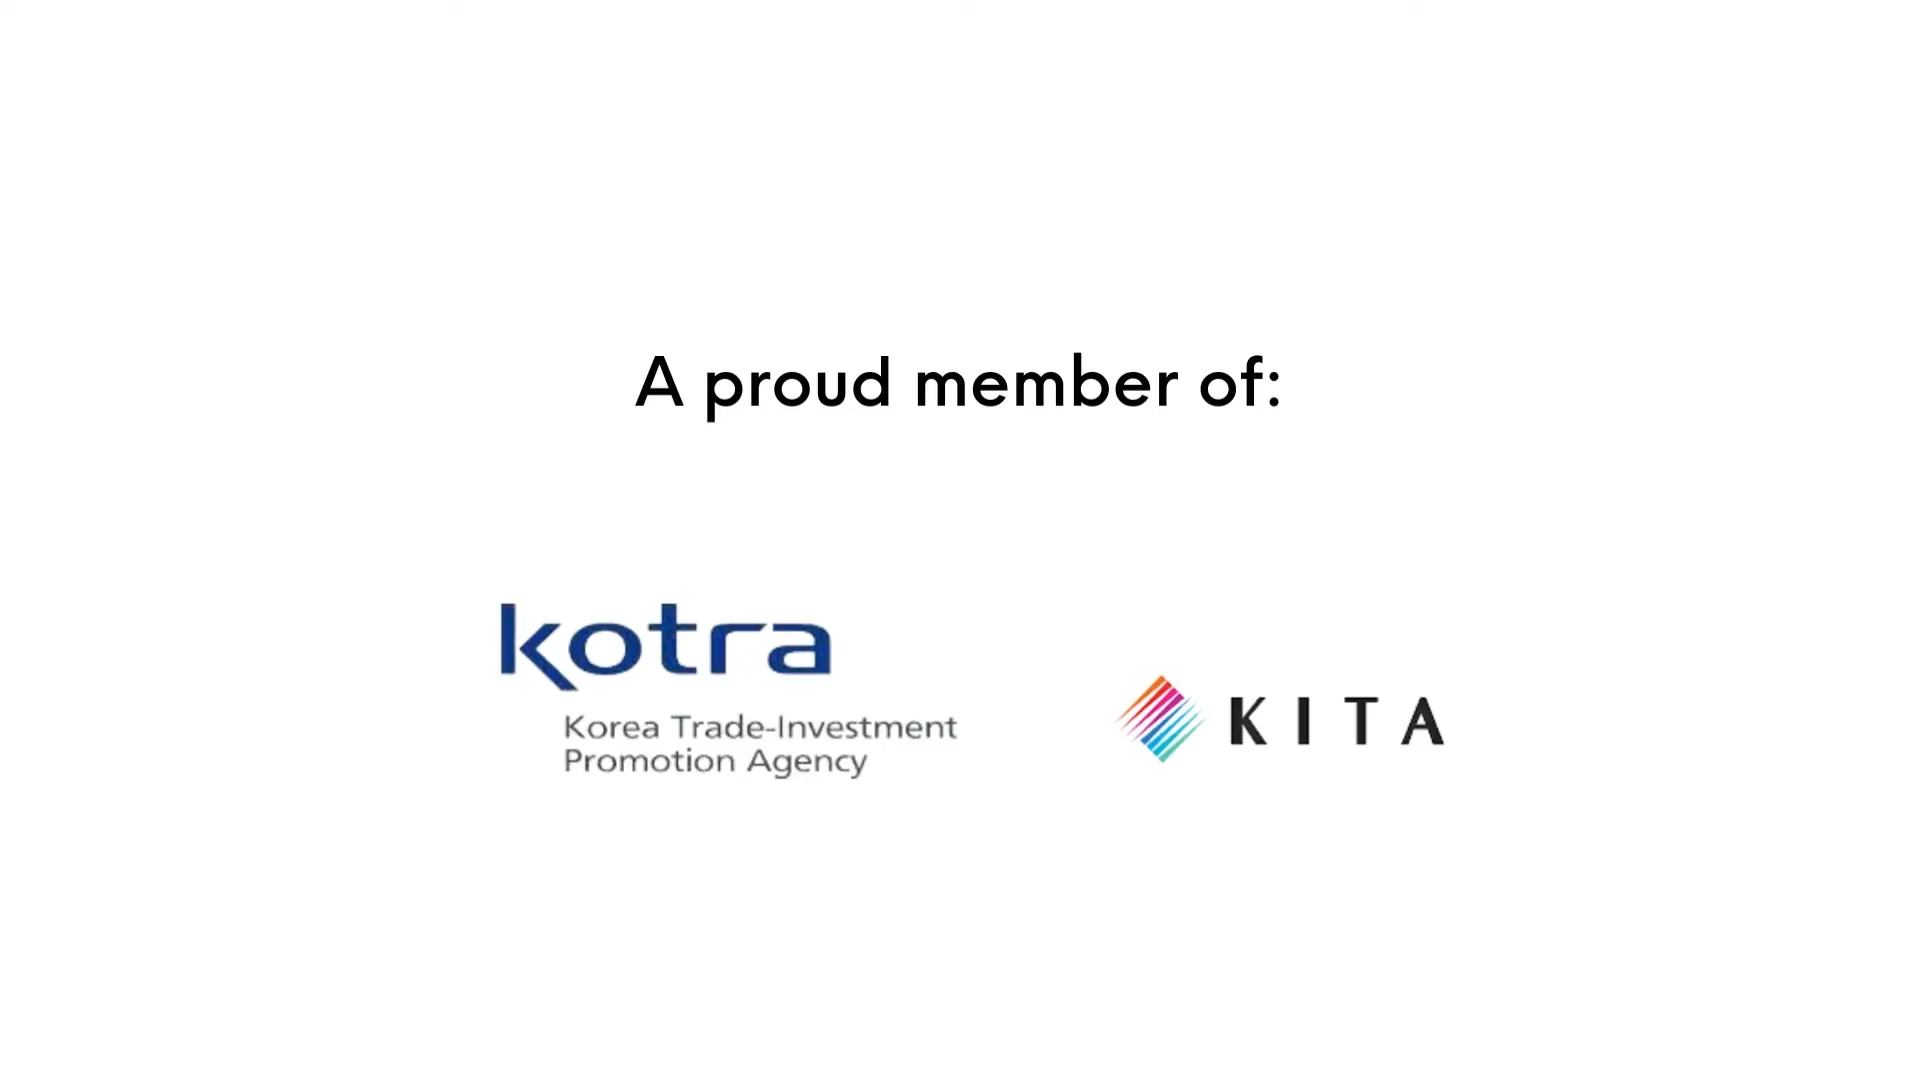 A proud member of:
kotra
Korea Trade-Investment
Promotion Agency
KITA